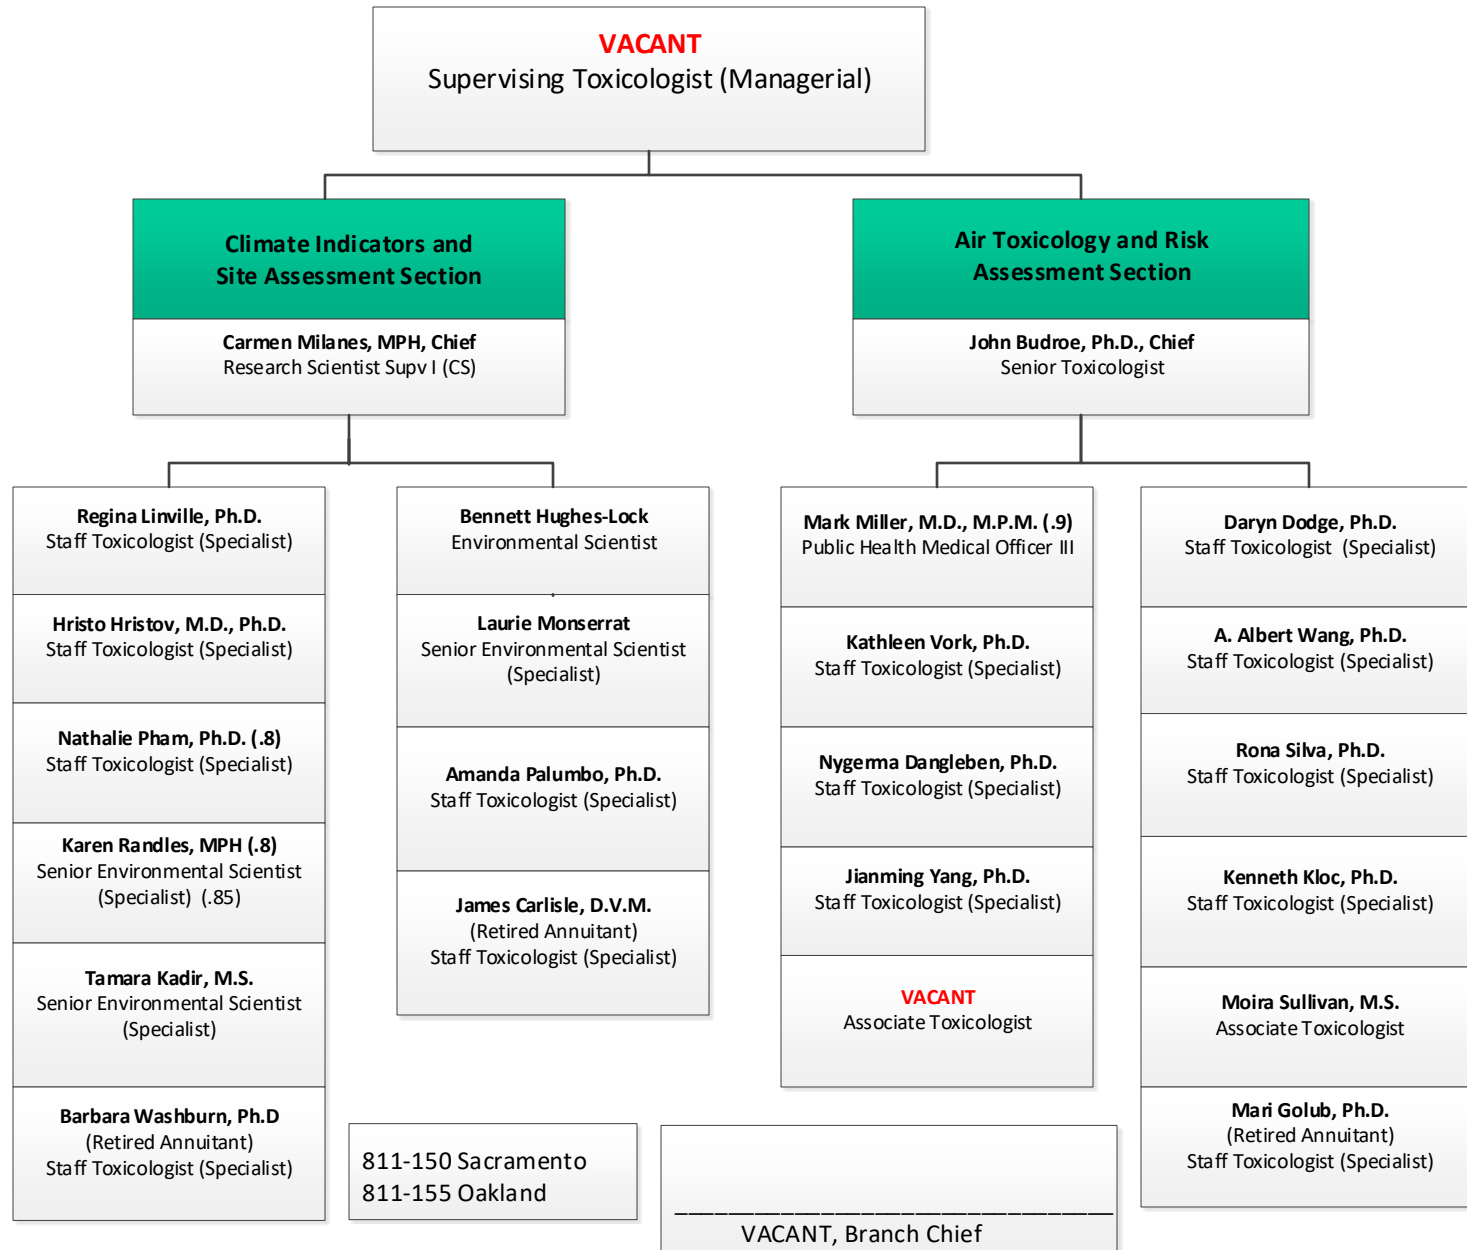 VACANT
Supervising Toxicologist (Managerial)
Climate Indicators and
Site Assessment Section
Carmen Milanes, MPH, Chief
Research Scientist Supv I (CS)
Air Toxicology and Risk
Assessment Section
John Budroe, Ph.D., Chief
Senior Toxicologist
Regina Linville, Ph.D.
Staff Toxicologist (Specialist)
Hristo Hristov, M.D., Ph.D.
Staff Toxicologist (Specialist)
Nathalie Pham, Ph.D. (.8)
Staff Toxicologist (Specialist)
Karen Randles, MPH (.8)
Senior Environmental Scientist
(Specialist) (.85)
Tamara Kadir, M.S.
Senior Environmental Scientist
(Specialist)
Barbara Washburn, Ph.D
(Retired Annuitant)
Staff Toxicologist (Specialist)
Bennett Hughes-Lock
Environmental Scientist
Laurie Monserrat
Senior Environmental Scientist
(Specialist)
Amanda Palumbo, Ph.D.
Staff Toxicologist (Specialist)
James Carlisle, D.V.M.
(Retired Annuitant)
Staff Toxicologist (Specialist)
Mark Miller, M.D., M.P.M. (.9)
Public Health Medical Officer III
Kathleen Vork, Ph.D.
Staff Toxicologist (Specialist)
Nygerma Dangleben, Ph.D.
Staff Toxicologist (Specialist)
Jianming Yang, Ph.D.
Staff Toxicologist (Specialist)
VACANT
Associate Toxicologist
Daryn Dodge, Ph.D.
Staff Toxicologist (Specialist)
A. Albert Wang, Ph.D.
Staff Toxicologist (Specialist)
Rona Silva, Ph.D.
Staff Toxicologist (Specialist)
Kenneth Kloc, Ph.D.
Staff Toxicologist (Specialist)
Moira Sullivan, M.S.
Associate Toxicologist
Mari Golub, Ph.D.
(Retired Annuitant)
Staff Toxicologist (Specialist)
811-150 Sacramento
811-155 Oakland
VACANT, Branch Chief